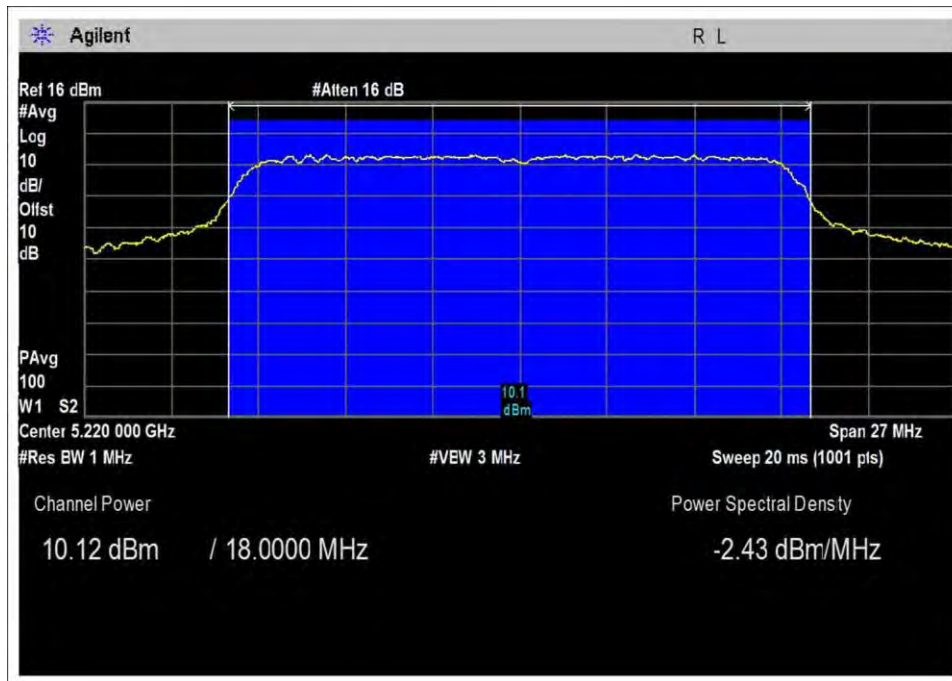 Agilent
R L
Ref 16 dBm
#Atten 16 dB
#Avg
Log
10
dB/
Offst
10
dB
PAvg
100
W1 S2
10.1
dBm
Center 5.220 000 GHz
Span 27 MHz
#Res BW 1 MHz
#VBW 3 MHz
Sweep 20 ms (1001 pts)
Channel Power
Power Spectral Density
10.12 dBm / 18.0000 MHz
-2.43 dBm/MHz